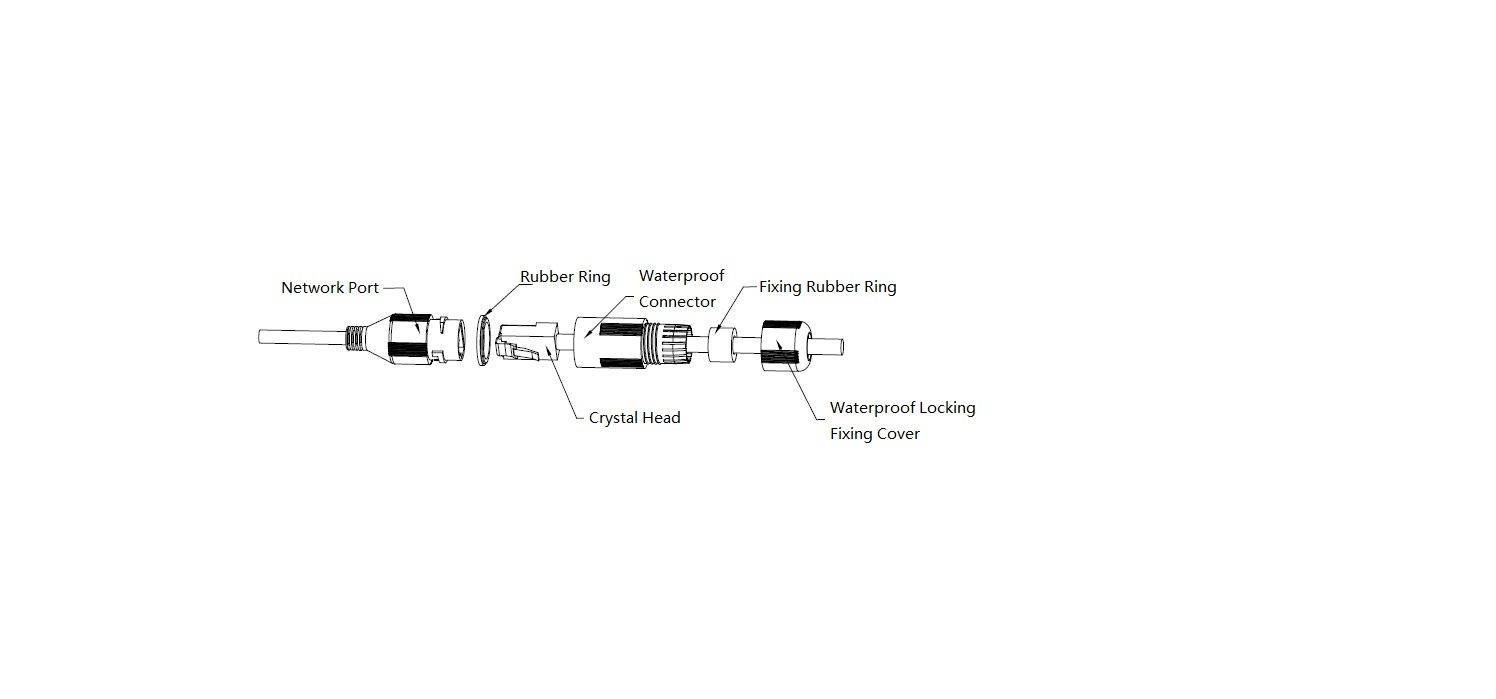 Network Port
Rubber Ring
Waterproof
Connector
Fixing Rubber Ring
Crystal Head
Waterproof Locking
Fixing Cover